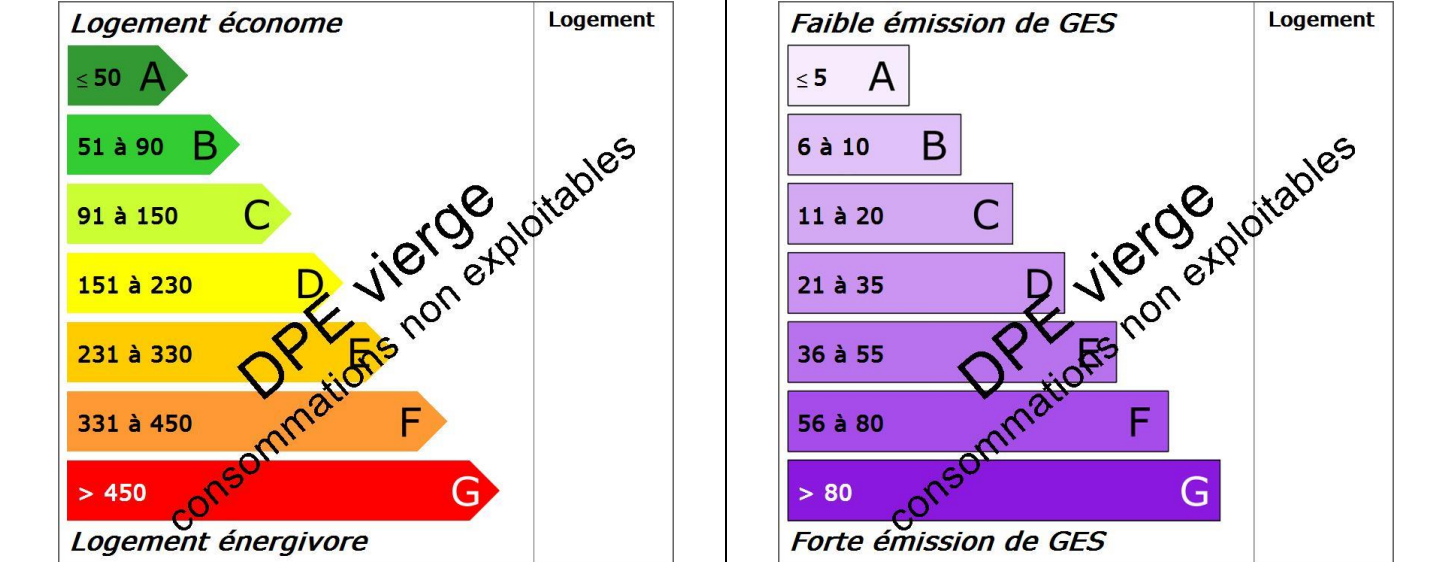 Logement économe
Logement
≤ 50 A
51 à 90 B
91 à 150 C
151 à 230 D
231 à 330 E
331 à 450 F
> 450 G
Logement énergivore
DPE vierge
consommations non exploitables
Faible émission de GES
Logement
≤ 5 A
6 à 10 B
11 à 20 C
21 à 35 D
36 à 55 E
56 à 80 F
> 80 G
Forte émission de GES
DPE vierge
consommations non exploitables